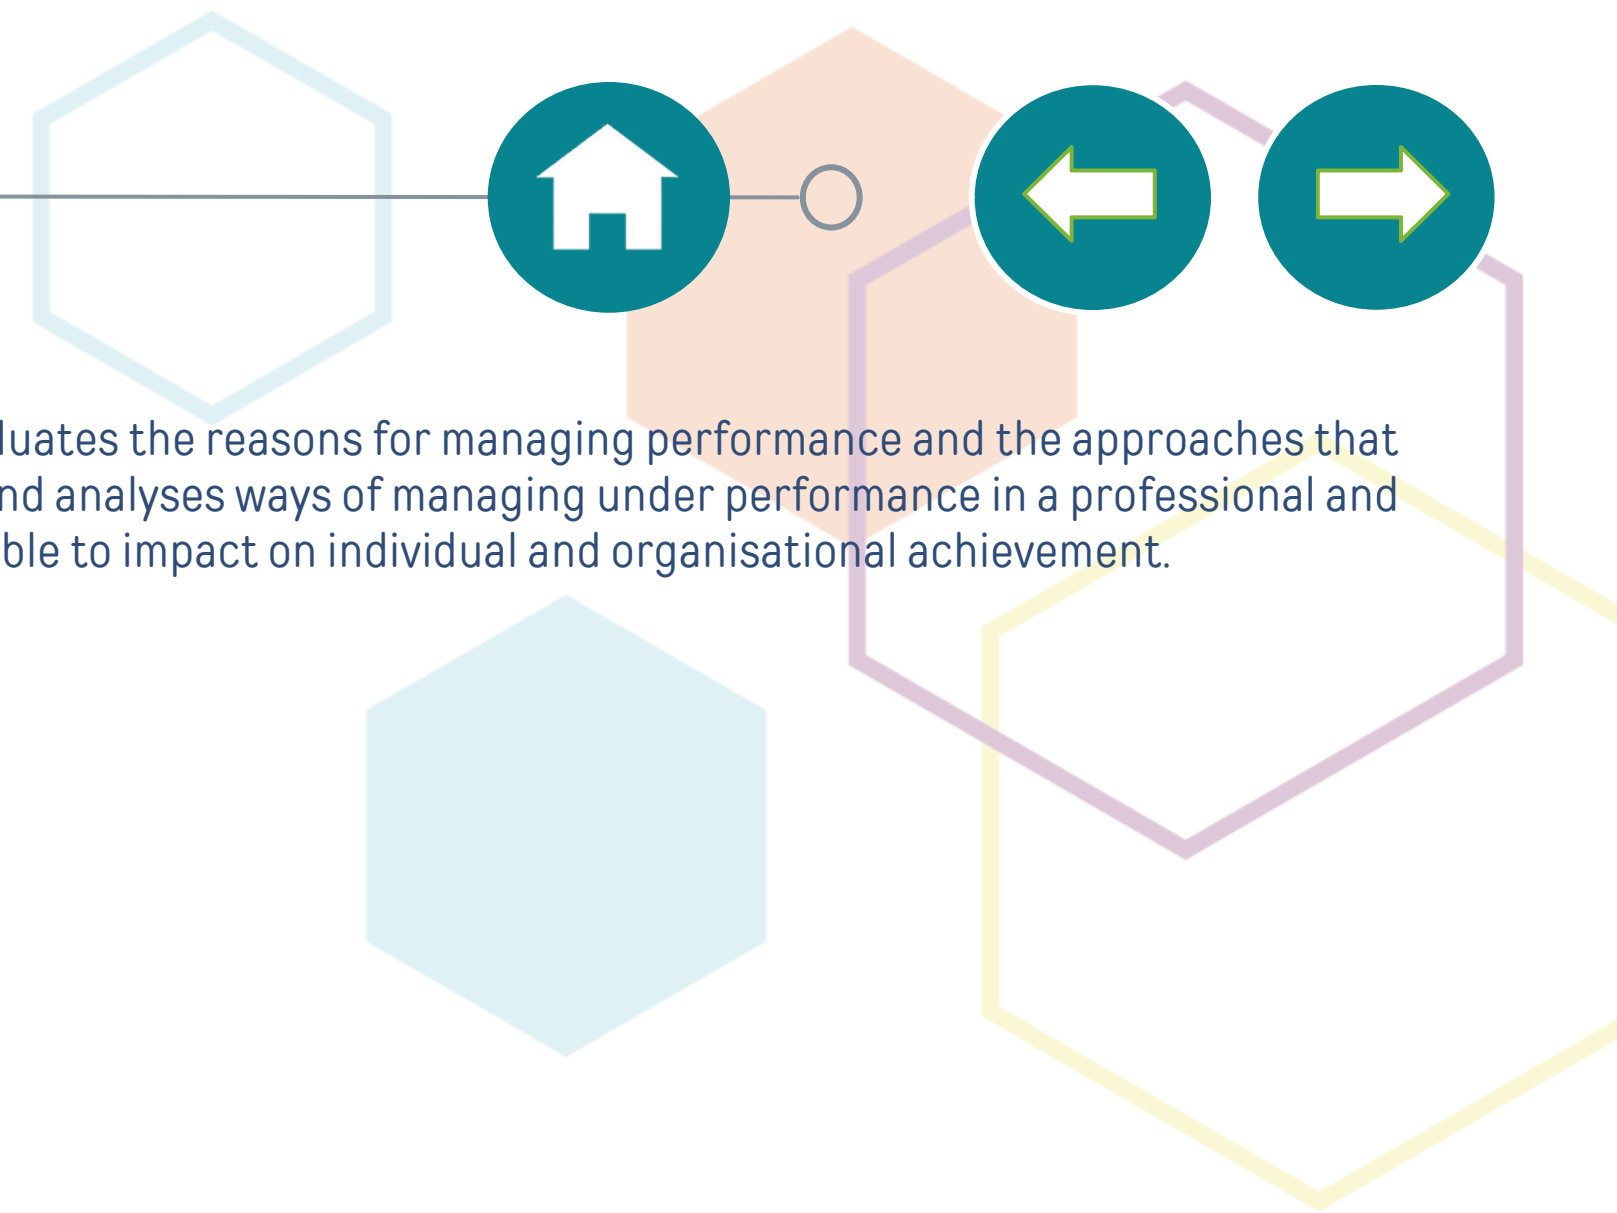 luates the reasons for managing performance and the approaches that
nd analyses ways of managing under performance in a professional and
ble to impact on individual and organisational achievement.